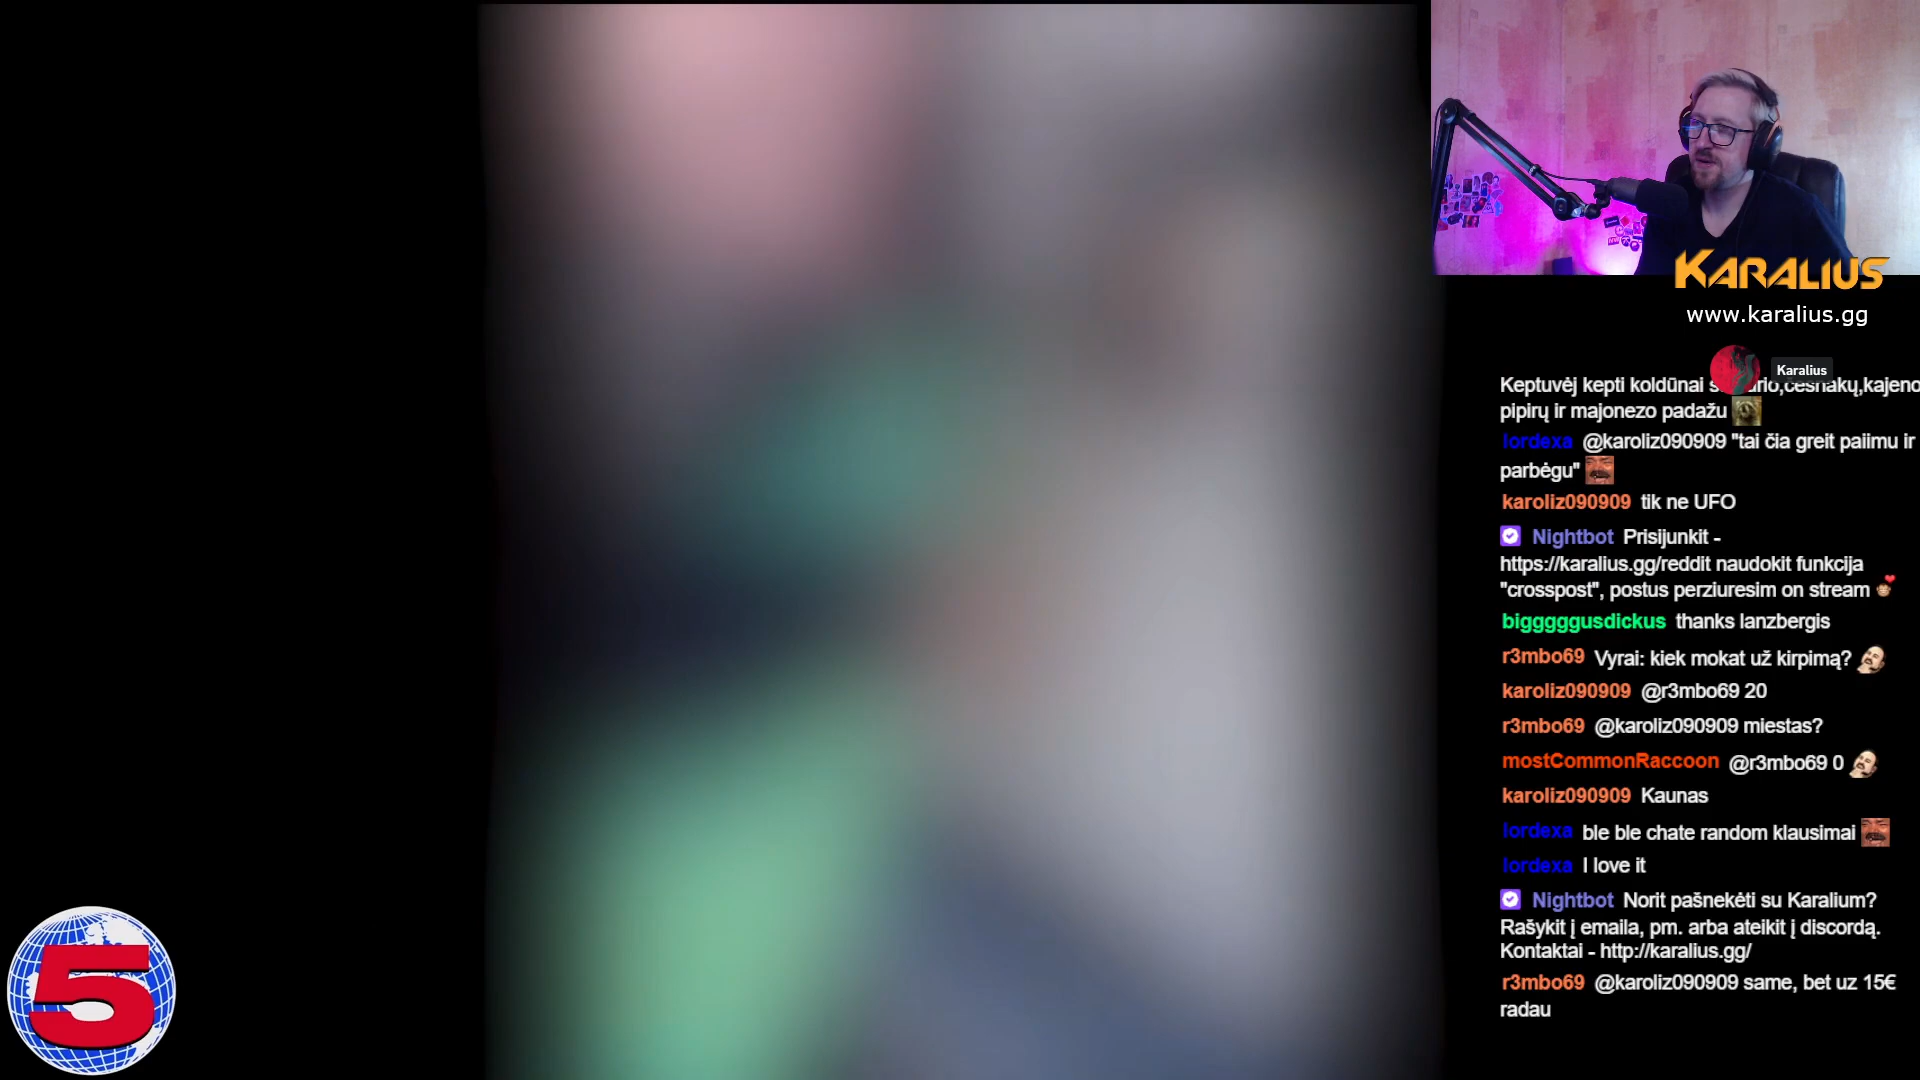 KARALIUS
www.karalius.gg
Karalius
Keptuvėj kepti koldūnai
pipirų ir majonezo padažu
lordexa @karoliz090909 "tai čia greit paiimu ir
parbėgu"
karoliz090909 tik ne UFO
Nightbot Prisijunkit -
https://karalius.gg/reddit naudokit funkcija
"crosspost", postus perziuresim on stream
bigggggusdickus thanks lanzbergis
r3mbo69 Vyrai: kiek mokat už kirpimą?
karoliz090909 @r3mbo69 20
r3mbo69 @karoliz090909 miestas?
mostCommonRaccoon @r3mbo69 0
karoliz090909 Kaunas
lordexa ble ble chate random klausimai
lordexa I love it
Nightbot Norit pašnekėti su Karalium?
Rašykit į emaila, pm. arba ateikit į discordą.
Kontaktai - http://karalius.gg/
r3mbo69 @karoliz090909 same, bet uz 15€
radau
5